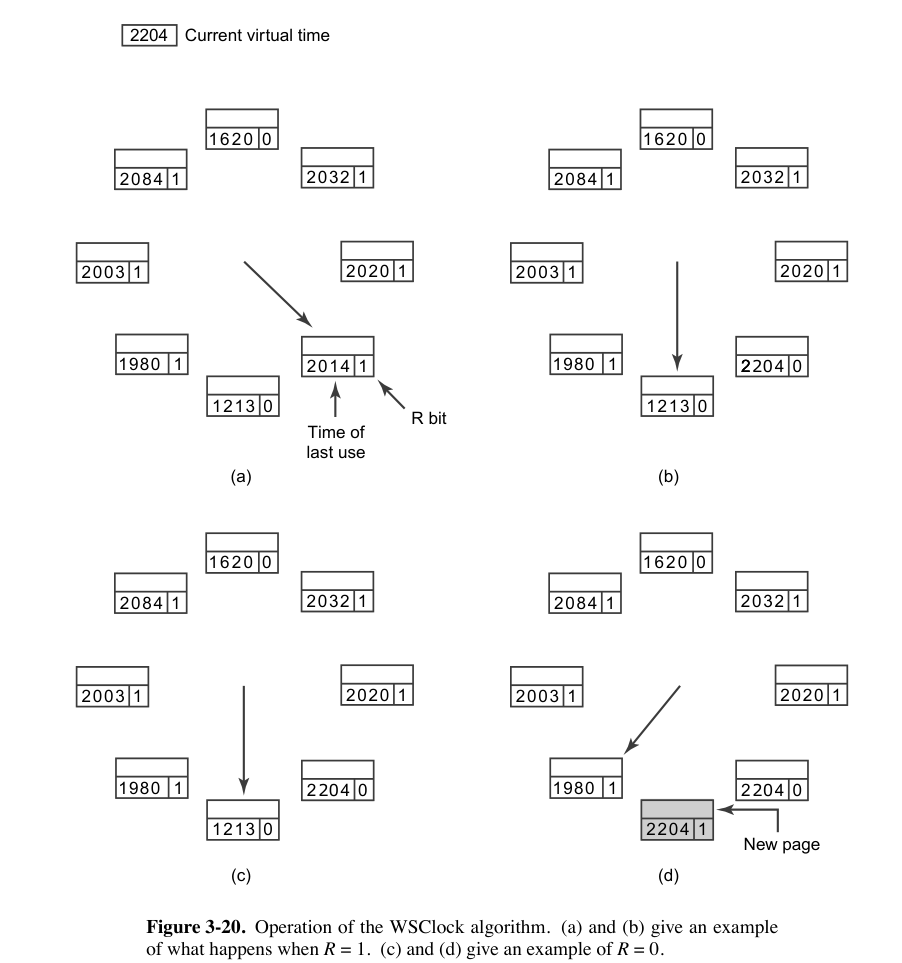 2204 Current virtual time
1620 0
2084 1
2032 1
2003 1
2020 1
1980 1
2014 1
1213 0
Time of
last use
R bit
(a)
1620 0
2084 1
2032 1
2003 1
2020 1
1980 1
2204 0
1213 0
(b)
1620 0
2084 1
2032 1
2003 1
2020 1
1980 1
2204 0
1213 0
(c)
1620 0
2084 1
2032 1
2003 1
2020 1
1980 1
2204 0
2204 1
New page
(d)
Figure 3-20. Operation of the WSClock algorithm. (a) and (b) give an example
of what happens when R = 1. (c) and (d) give an example of R = 0.